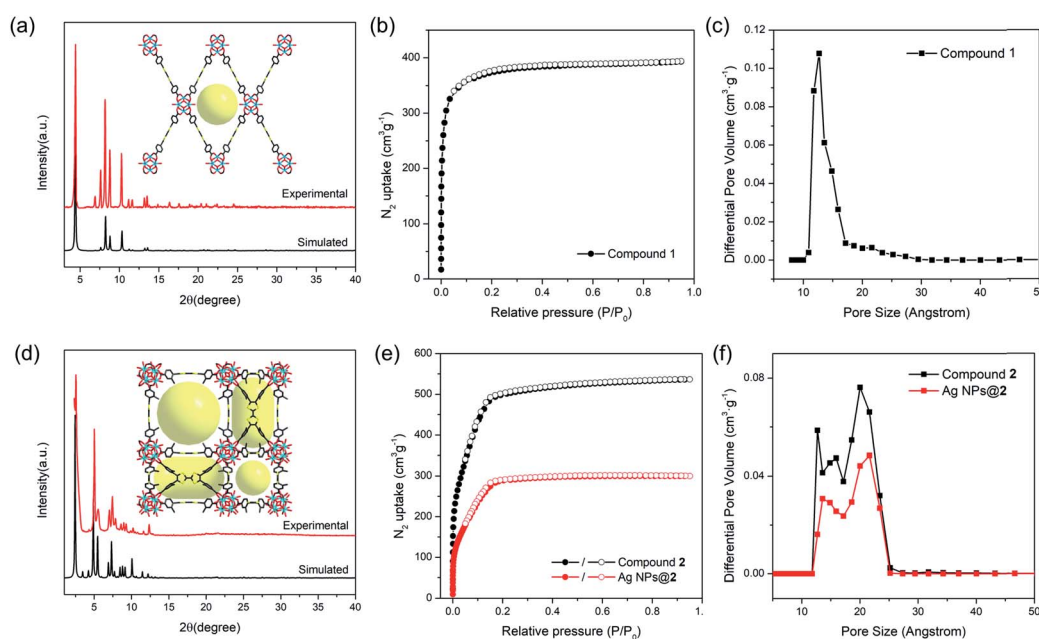 (a)
Intensity(a.u.)
Experimental
Simulated
5 10 15 20 25 30 35 40
2θ(degree)
(b)
N2 uptake (cm3g-1)
400
300
200
100
0
Compound 1
0.0 0.2 0.4 0.6 0.8 1.0
Relative pressure (P/P0)
(c)
Differential Pore Volume (cm3·g-1)
0.12
0.10
0.08
0.06
0.04
0.02
0.00
Compound 1
10 20 30 40 50
Pore Size (Angstrom)
(d)
Intensity(a.u.)
Experimental
Simulated
5 10 15 20 25 30 35 40
2θ(degree)
(e)
N2 uptake (cm3g-1)
600
500
400
300
200
100
0
/ Compound 2
/ Ag NPs@2
0.0 0.2 0.4 0.6 0.8 1.
Relative pressure (P/P0)
(f)
Differential Pore Volume (cm3·g-1)
0.08
0.04
0.00
Compound 2
Ag NPs@2
10 20 30 40 50
Pore Size (Angstrom)